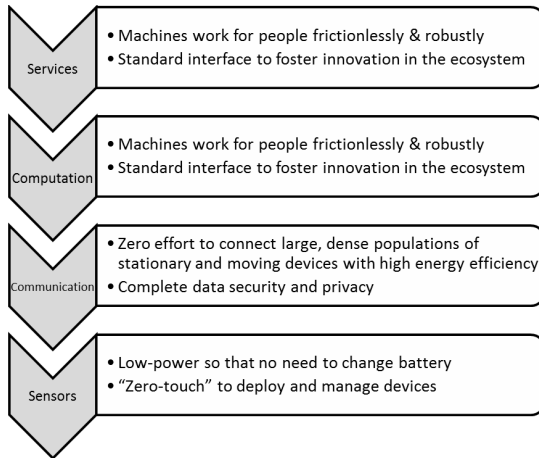 Services
• Machines work for people frictionlessly & robustly
• Standard interface to foster innovation in the ecosystem
Computation
• Machines work for people frictionlessly & robustly
• Standard interface to foster innovation in the ecosystem
Communication
• Zero effort to connect large, dense populations of
stationary and moving devices with high energy efficiency
• Complete data security and privacy
Sensors
• Low-power so that no need to change battery
• “Zero-touch” to deploy and manage devices